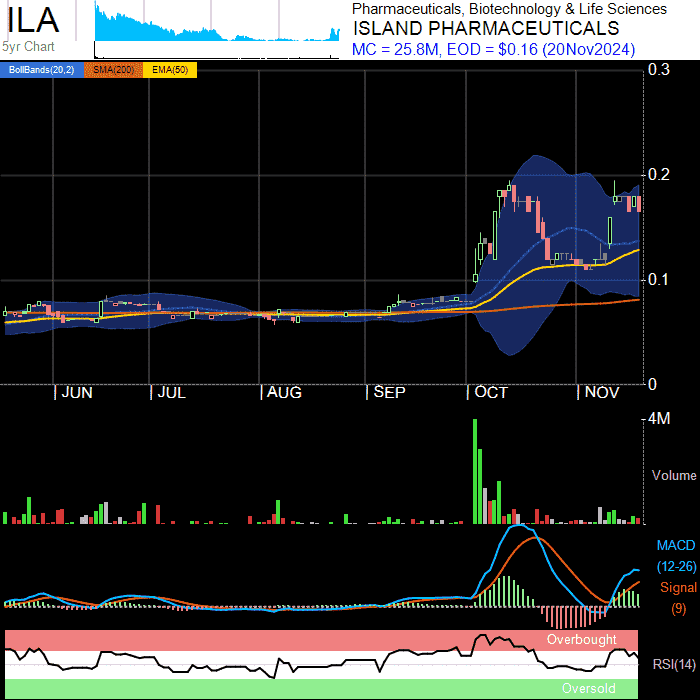 ILA
5yr Chart
Pharmaceuticals, Biotechnology & Life Sciences
ISLAND PHARMACEUTICALS
MC = 25.8M, EOD = $0.16 (20Nov2024)
BollBands(20,2) SMA(200) EMA(50)
0.3
0.2
0.1
0
JUN JUL AUG SEP OCT NOV
4M
Volume
MACD
(12-26)
Signal
(9)
Overbought
RSI(14)
Oversold